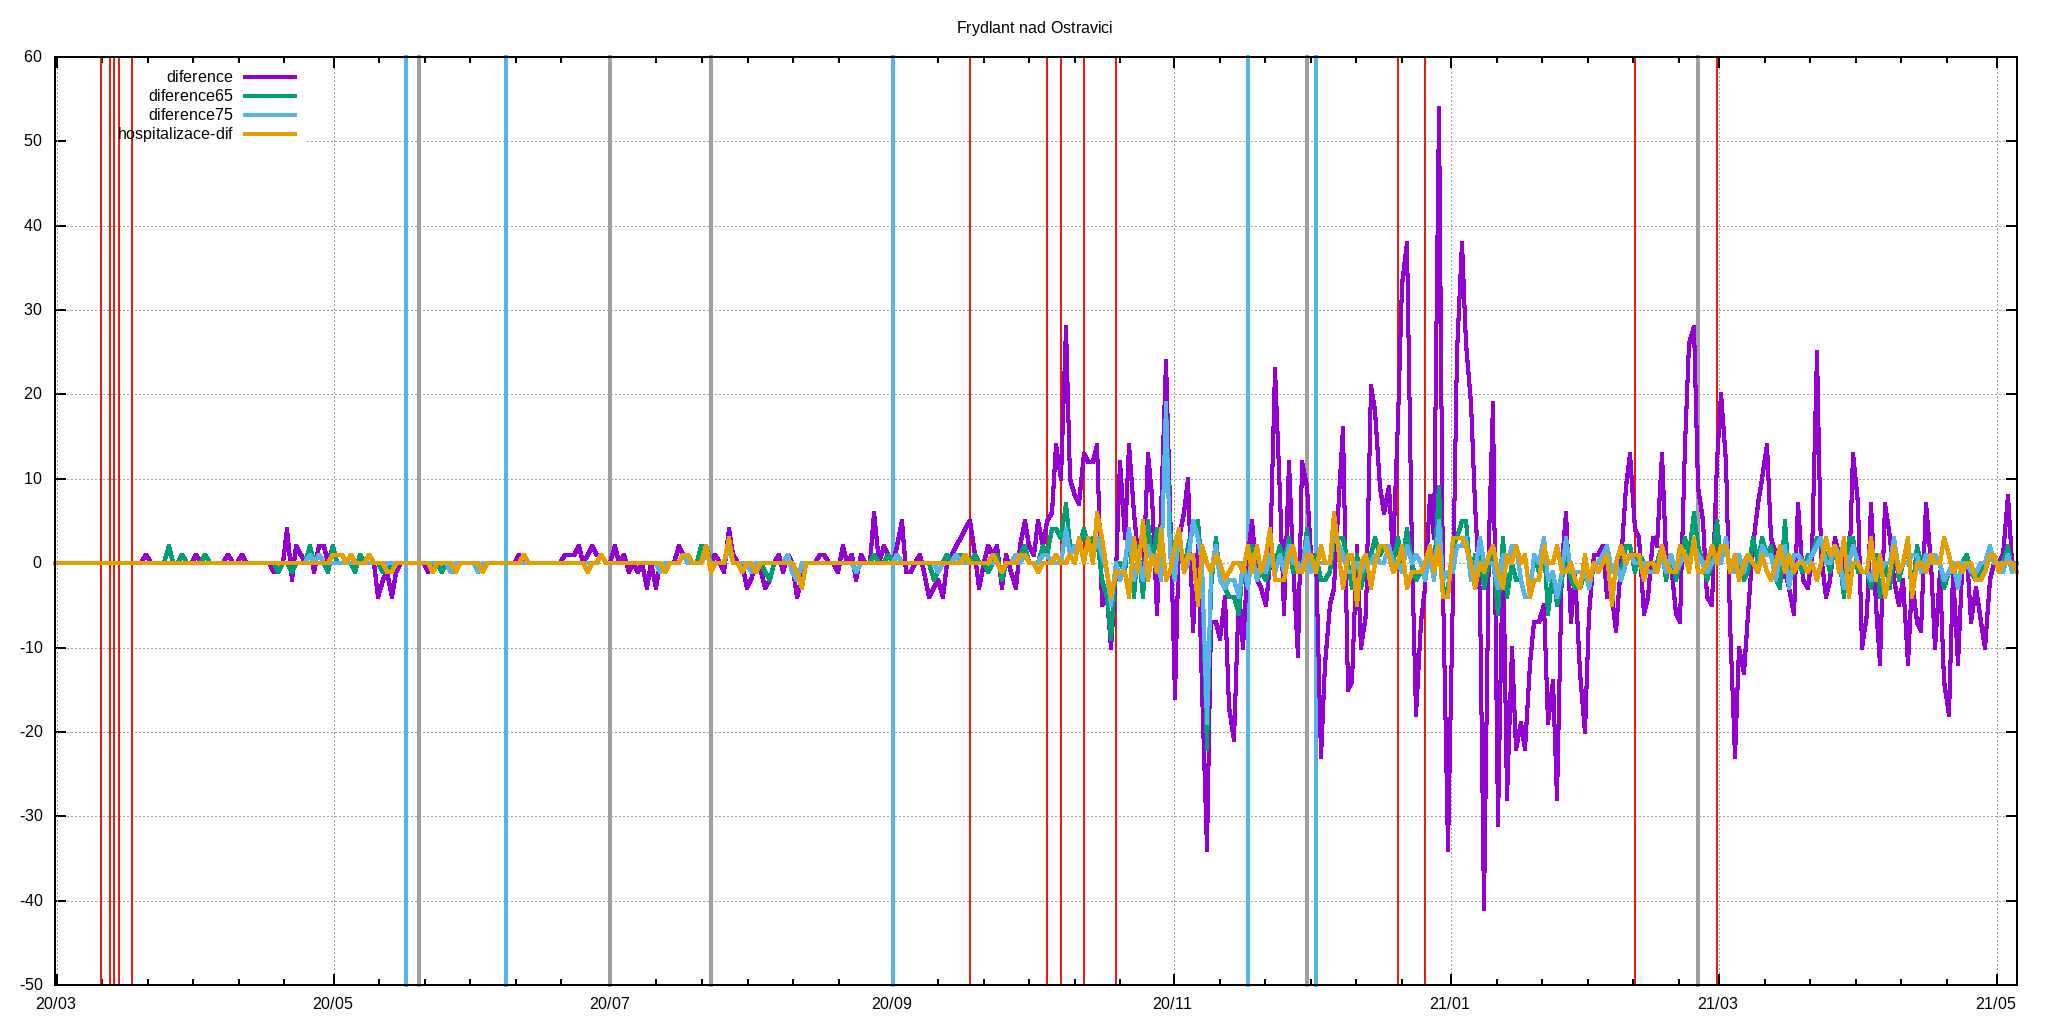 Frydlant nad Ostravici
60
50
40
30
20
10
0
-10
-20
-30
-40
-50
diference
diference65
diference75
hospitalizace-dif
20/03 20/05 20/07 20/09 20/11 21/01 21/03 21/05